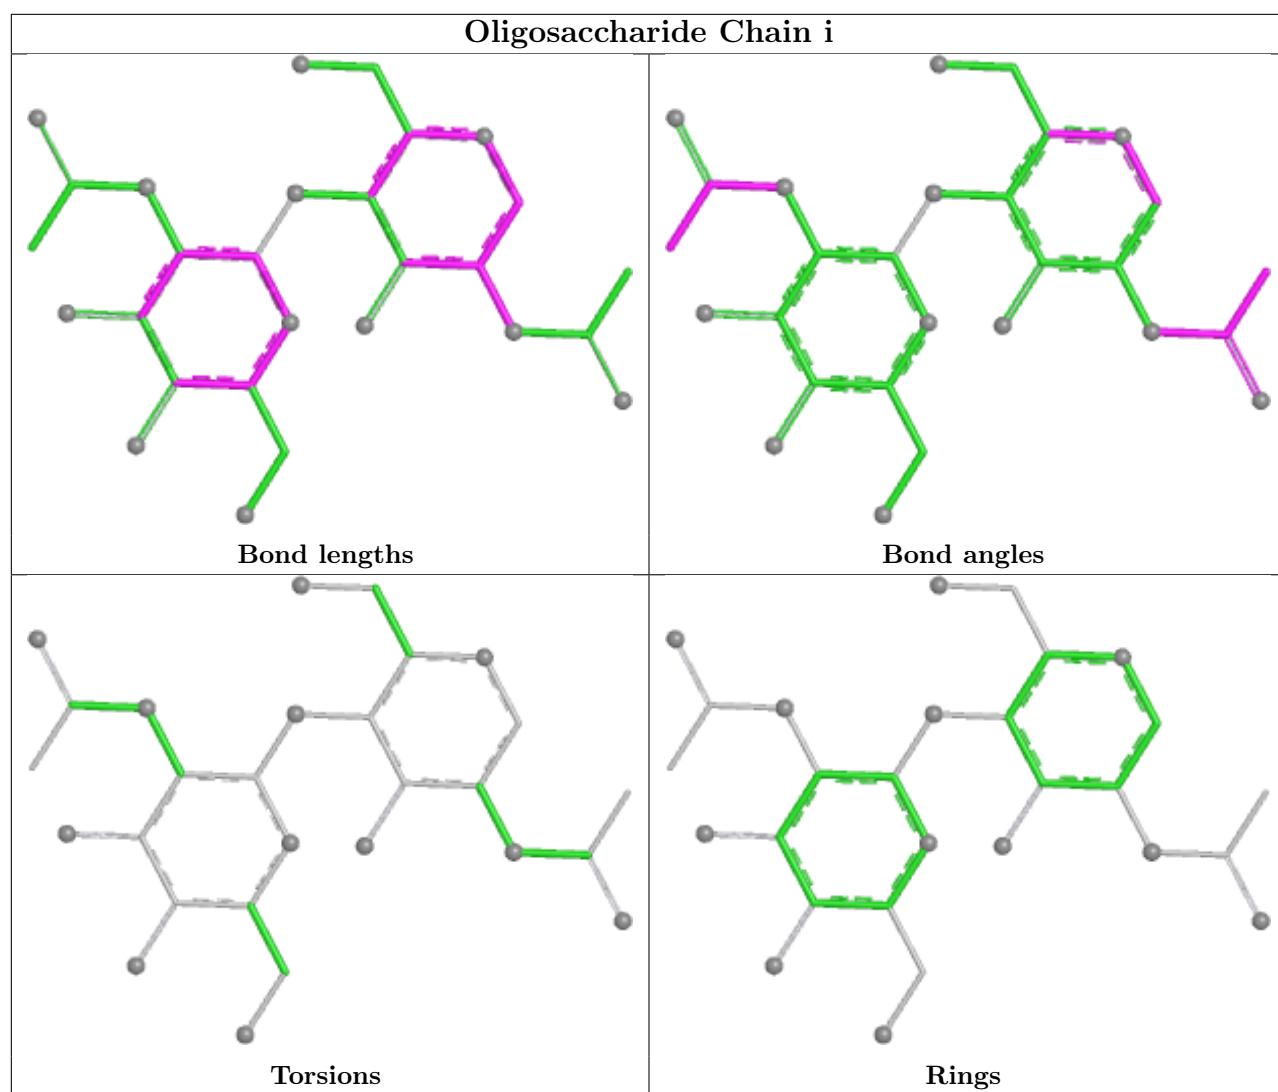 Oligosaccharide Chain i
Bond lengths
Bond angles
Torsions
Rings